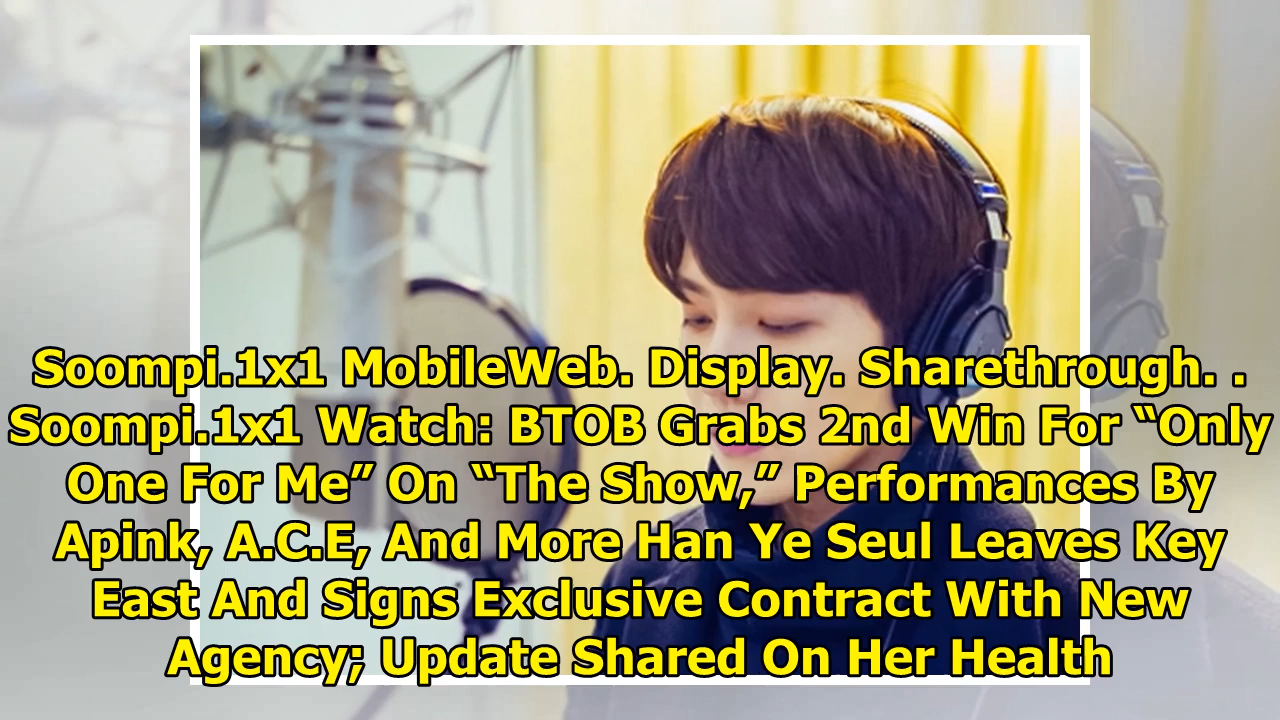 Soompi.1x1 MobileWeb. Display. Sharethrough. .
Soompi.1x1 Watch: BTOB Grabs 2nd Win For “Only
One For Me” On “The Show,” Performances By
Apink, A.C.E, And More Han Ye Seul Leaves Key
East And Signs Exclusive Contract With New
Agency; Update Shared On Her Health